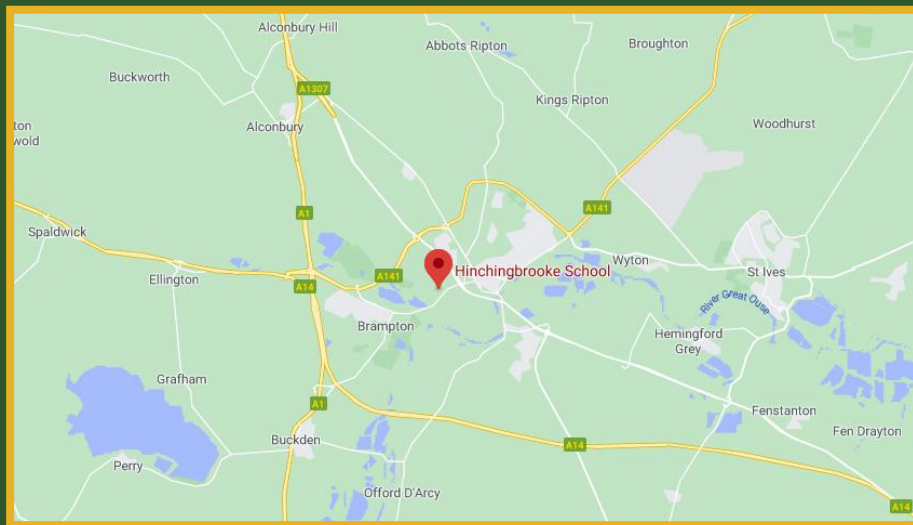 Alconbury Hill
Abbots Ripton
Broughton
Buckworth
A1307
Kings Ripton
ton
wold
Alconbury
Woodhurst
A1
A141
Spaldwick
Ellington
A14
A141
Hinchingbrooke School
Wyton
St Ives
River Great Ouse
Brampton
Hemingford
Grey
Grafham
A1
Fenstanton
Fen Drayton
Buckden
A14
Perry
Offord D'Arcy
A14